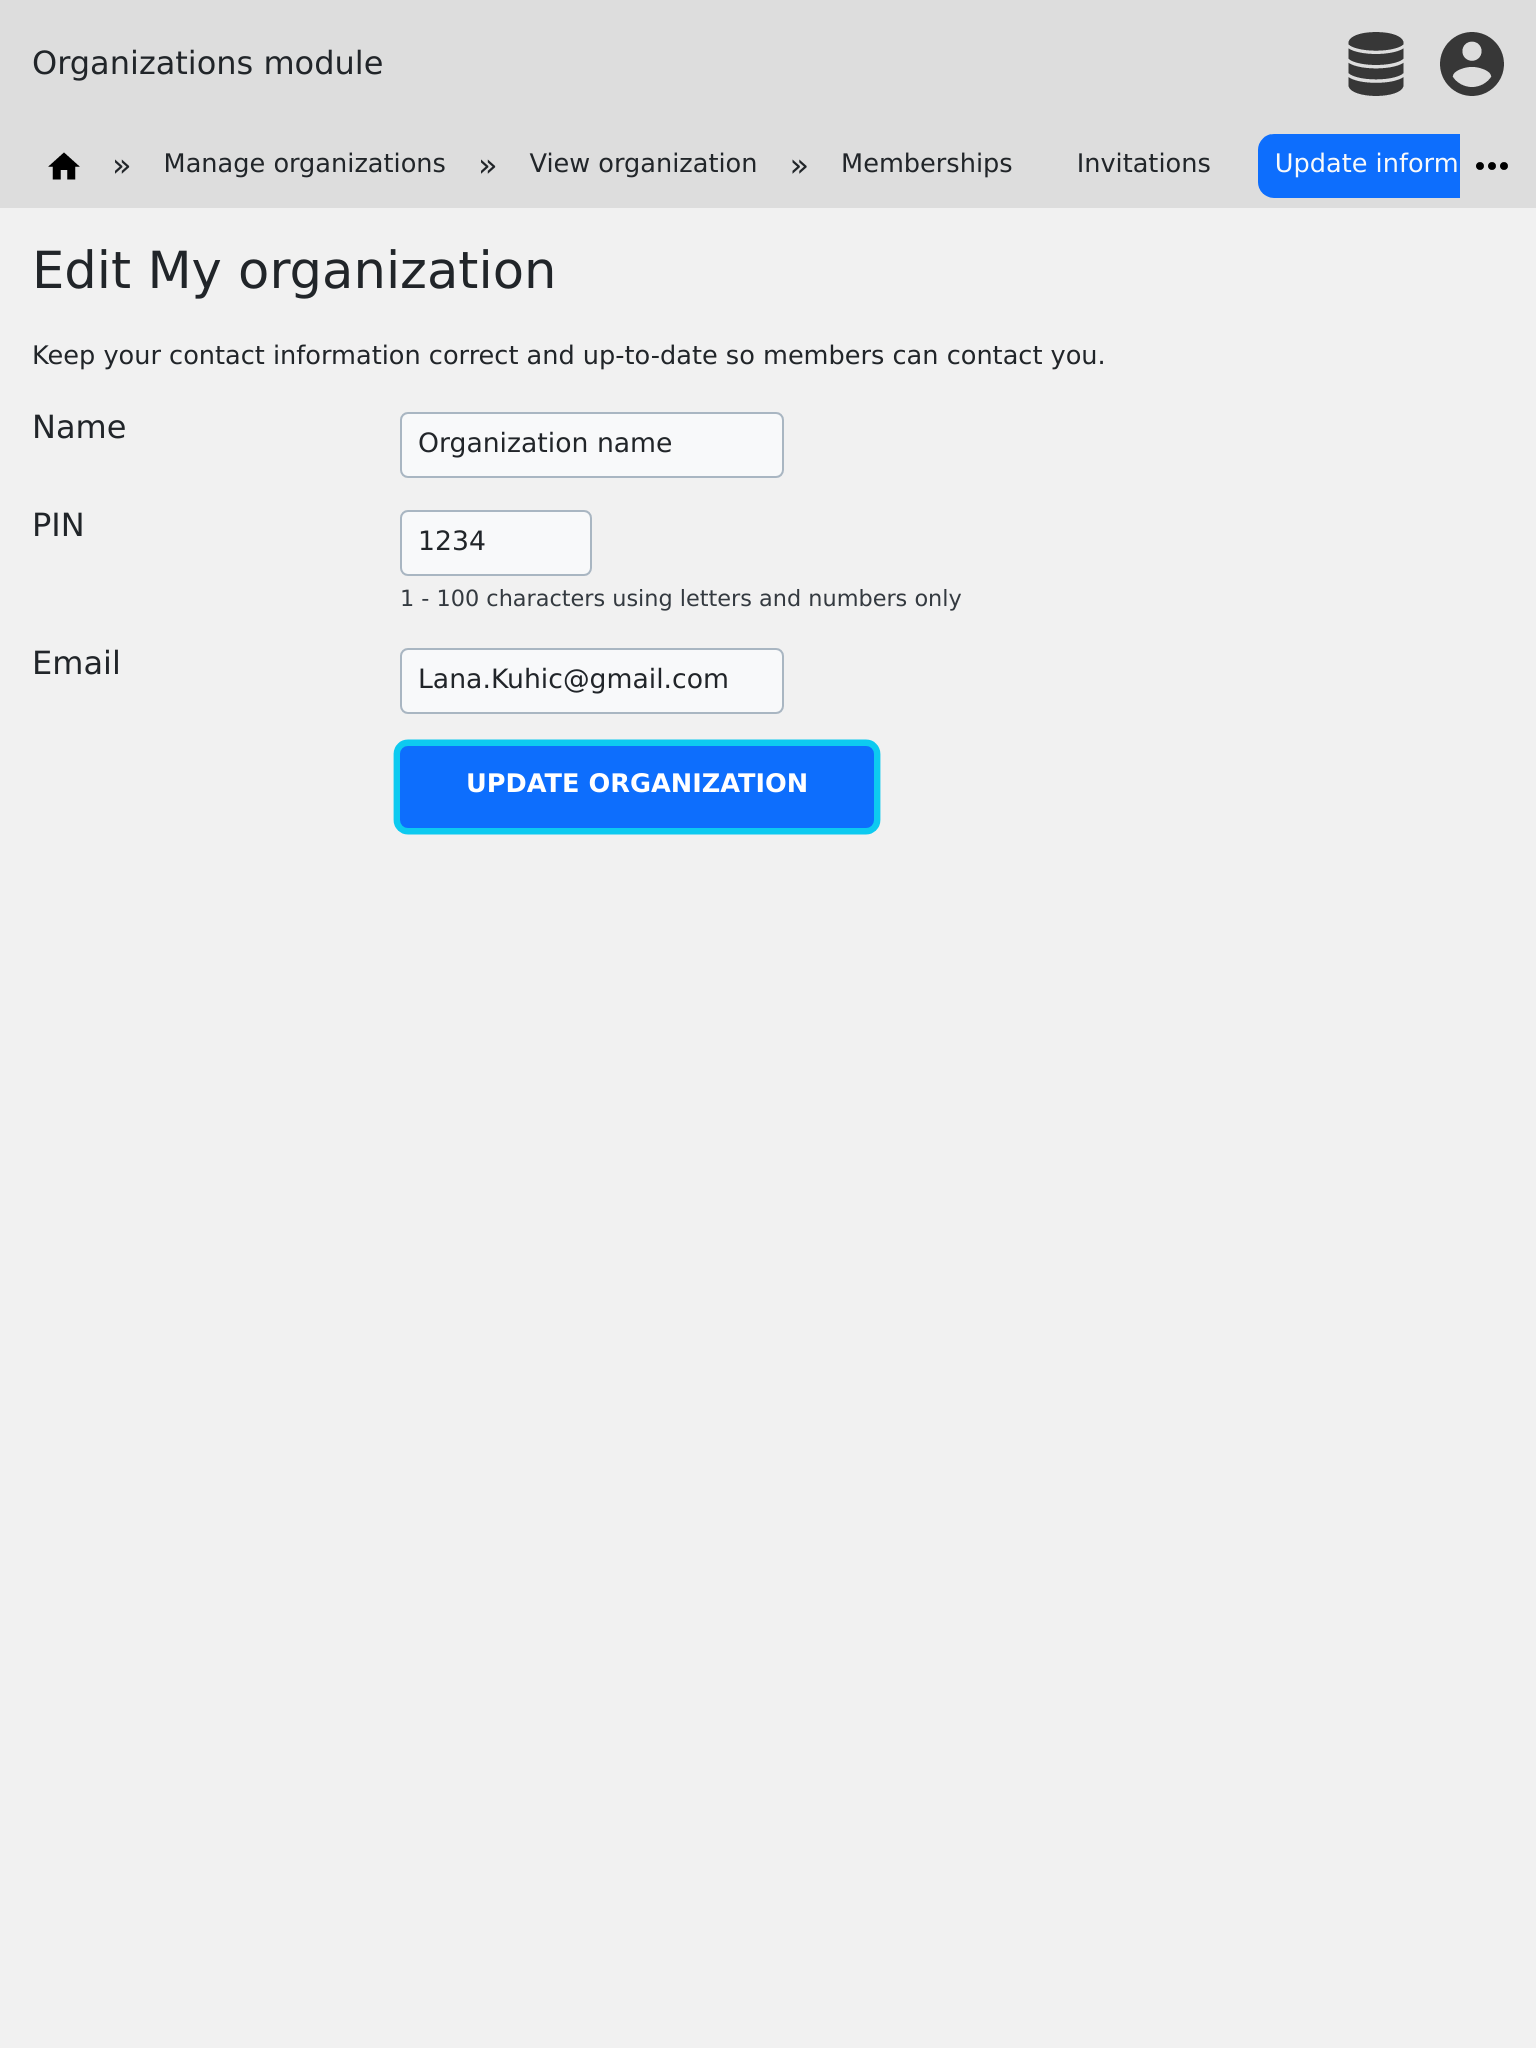 Organizations module
» Manage organizations » View organization » Memberships Invitations Update inform
Edit My organization
Keep your contact information correct and up-to-date so members can contact you.
Name
Organization name
PIN
1234
1 - 100 characters using letters and numbers only
Email
Lana.Kuhic@gmail.com
UPDATE ORGANIZATION